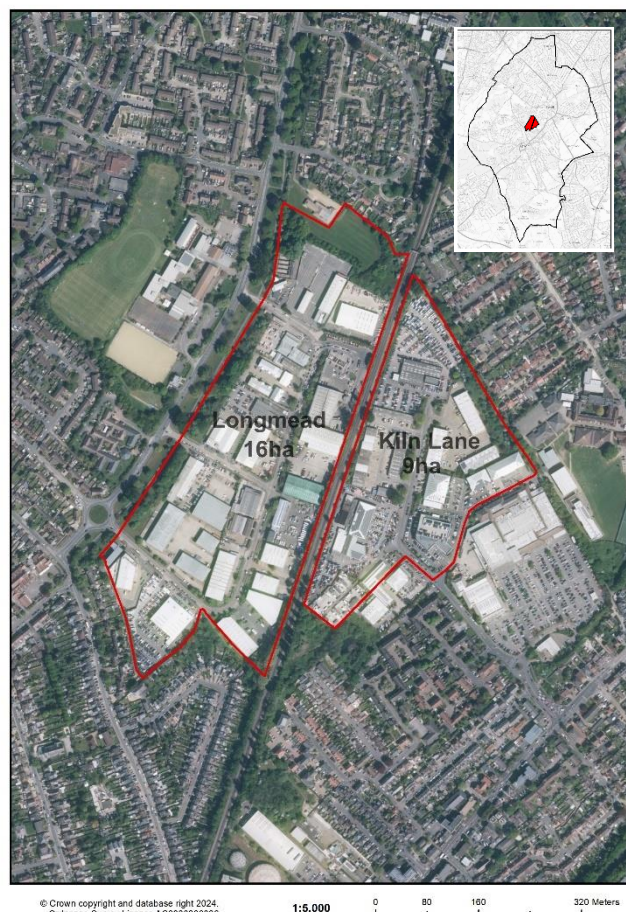 Longmead
16ha
Kiln Lane
9ha
© Crown copyright and database right 2024.
1:5,000
0 80 160 320 Meters